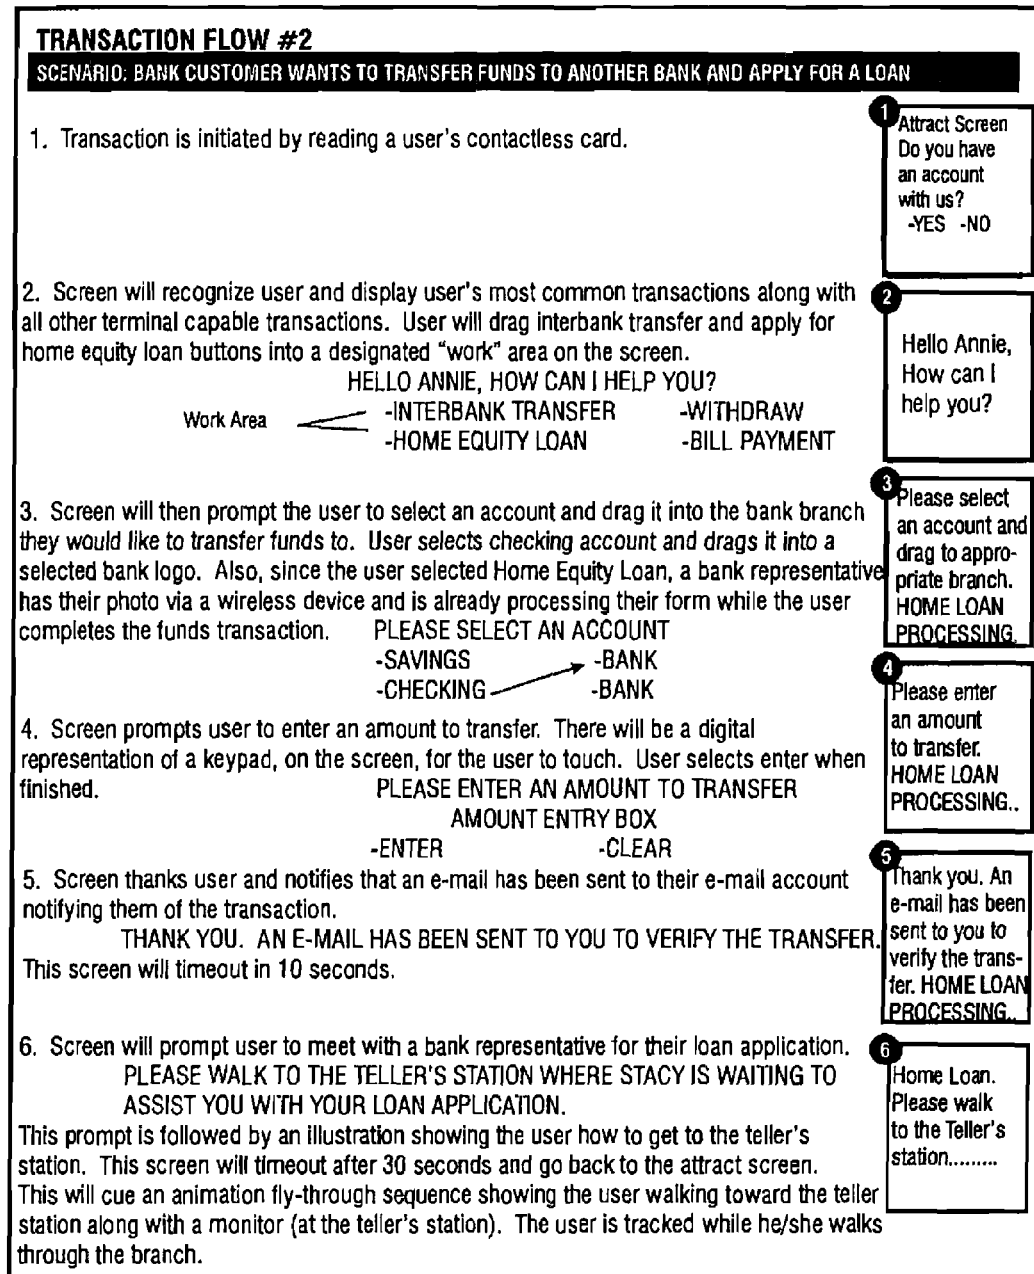 TRANSACTION FLOW #2
SCENARIO: BANK CUSTOMER WANTS TO TRANSFER FUNDS TO ANOTHER BANK AND APPLY FOR A LOAN
1. Transaction is initiated by reading a user's contactless card.
1
Attract Screen
Do you have
an account
with us?
-YES -NO
2. Screen will recognize user and display user's most common transactions along with
all other terminal capable transactions. User will drag interbank transfer and apply for
home equity loan buttons into a designated "work" area on the screen.
HELLO ANNIE, HOW CAN I HELP YOU?
Work Area
-INTERBANK TRANSFER -WITHDRAW
-HOME EQUITY LOAN -BILL PAYMENT
2
Hello Annie,
How can I
help you?
3. Screen will then prompt the user to select an account and drag it into the bank branch
they would like to transfer funds to. User selects checking account and drags it into a
selected bank logo. Also, since the user selected Home Equity Loan, a bank representative
has their photo via a wireless device and is already processing their form while the user
completes the funds transaction. PLEASE SELECT AN ACCOUNT
-SAVINGS -BANK
-CHECKING -BANK
3
Please select
an account and
drag to appro-
priate branch.
HOME LOAN
PROCESSING.
4. Screen prompts user to enter an amount to transfer. There will be a digital
representation of a keypad, on the screen, for the user to touch. User selects enter when
finished. PLEASE ENTER AN AMOUNT TO TRANSFER
AMOUNT ENTRY BOX
-ENTER -CLEAR
4
Please enter
an amount
to transfer.
HOME LOAN
PROCESSING..
5. Screen thanks user and notifies that an e-mail has been sent to their e-mail account
notifying them of the transaction.
THANK YOU. AN E-MAIL HAS BEEN SENT TO YOU TO VERIFY THE TRANSFER.
This screen will timeout in 10 seconds.
5
Thank you. An
e-mail has been
sent to you to
verify the trans-
fer. HOME LOAN
PROCESSING..
6. Screen will prompt user to meet with a bank representative for their loan application.
PLEASE WALK TO THE TELLER'S STATION WHERE STACY IS WAITING TO
ASSIST YOU WITH YOUR LOAN APPLICATION.
This prompt is followed by an illustration showing the user how to get to the teller's
station. This screen will timeout after 30 seconds and go back to the attract screen.
This will cue an animation fly-through sequence showing the user walking toward the teller
station along with a monitor (at the teller's station). The user is tracked while he/she walks
through the branch.
6
Home Loan.
Please walk
to the Teller's
station.........